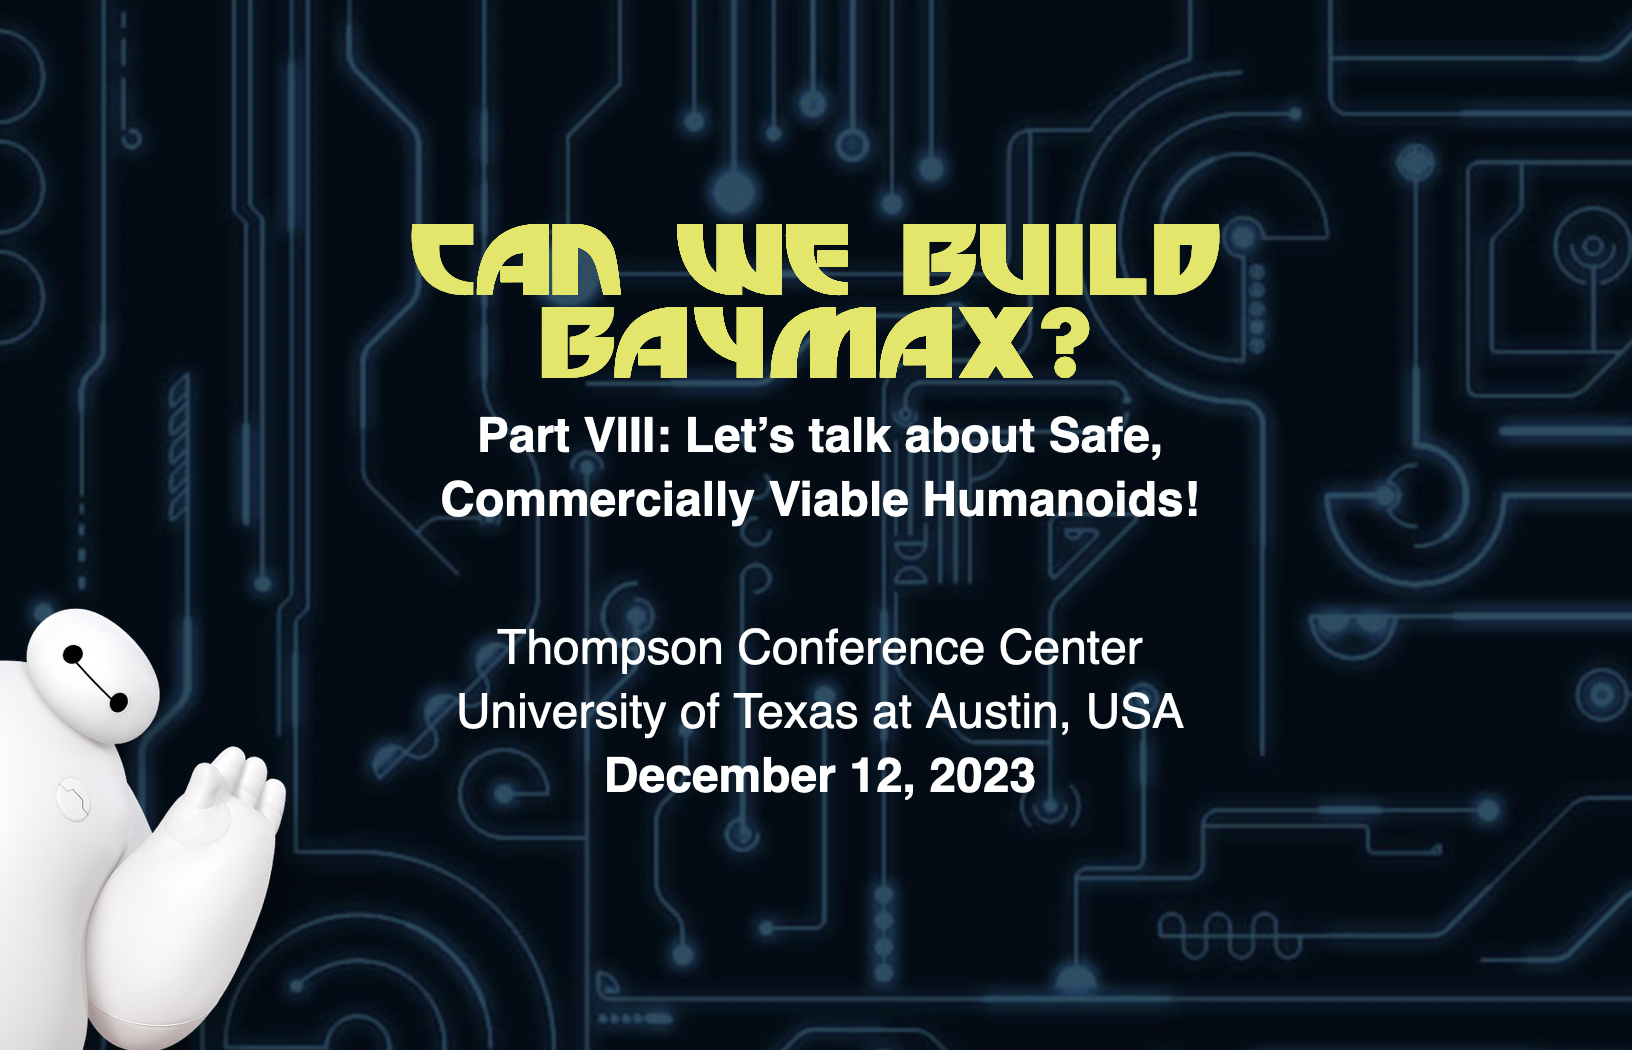 CAN WE BUILD
BAYMAX?
Part VIII: Let’s talk about Safe,
Commercially Viable Humanoids!
Thompson Conference Center
University of Texas at Austin, USA
December 12, 2023